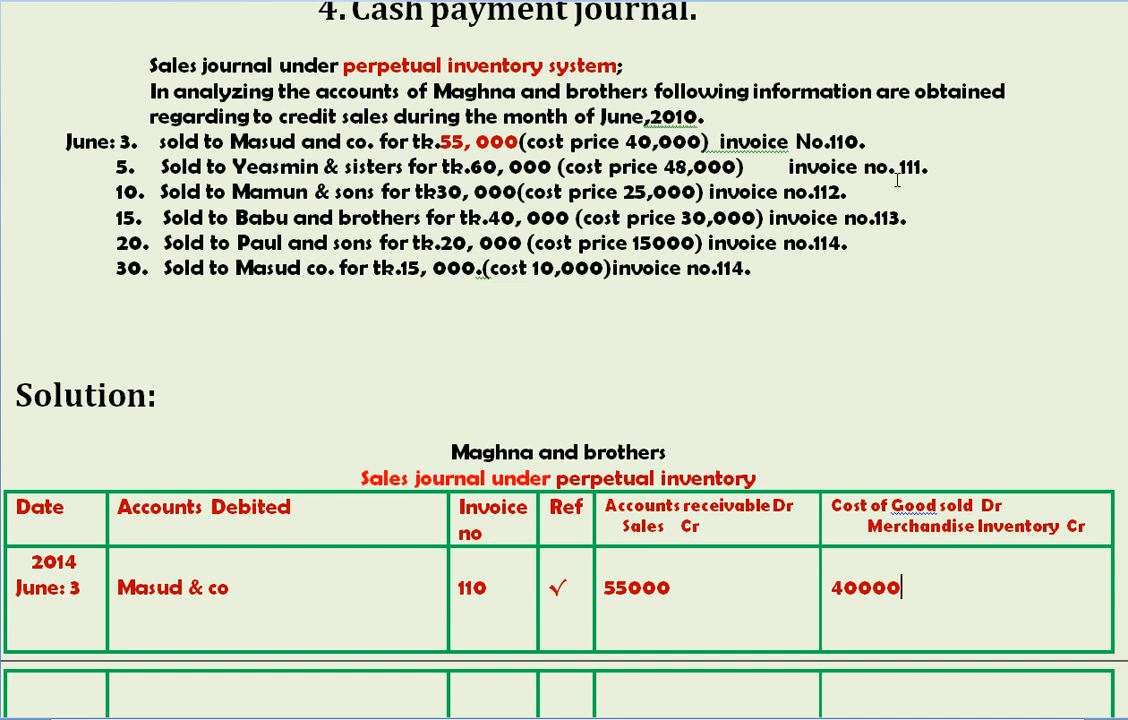 4. Cash payment journal.
Sales journal under perpetual inventory system;
In analyzing the accounts of Maghna and brothers following information are obtained
regarding to credit sales during the month of June,2010.
June: 3. sold to Masud and co. for tk.55, 000(cost price 40,000) invoice No.110.
5. Sold to Yeasmin & sisters for tk.60, 000 (cost price 48,000) invoice no. 111.
10. Sold to Mamun & sons for tk30, 000(cost price 25,000) invoice no.112.
15. Sold to Babu and brothers for tk.40, 000 (cost price 30,000) invoice no.113.
20. Sold to Paul and sons for tk.20, 000 (cost price 15000) invoice no.114.
30. Sold to Masud co. for tk.15, 000.(cost 10,000)invoice no.114.
Solution:
Maghna and brothers
Sales journal under perpetual inventory
Date Accounts Debited Invoice no Ref Accounts receivable Dr Sales Cr Cost of Good sold Dr Merchandise Inventory Cr
2014
June: 3 Masud & co 110 √ 55000 40000